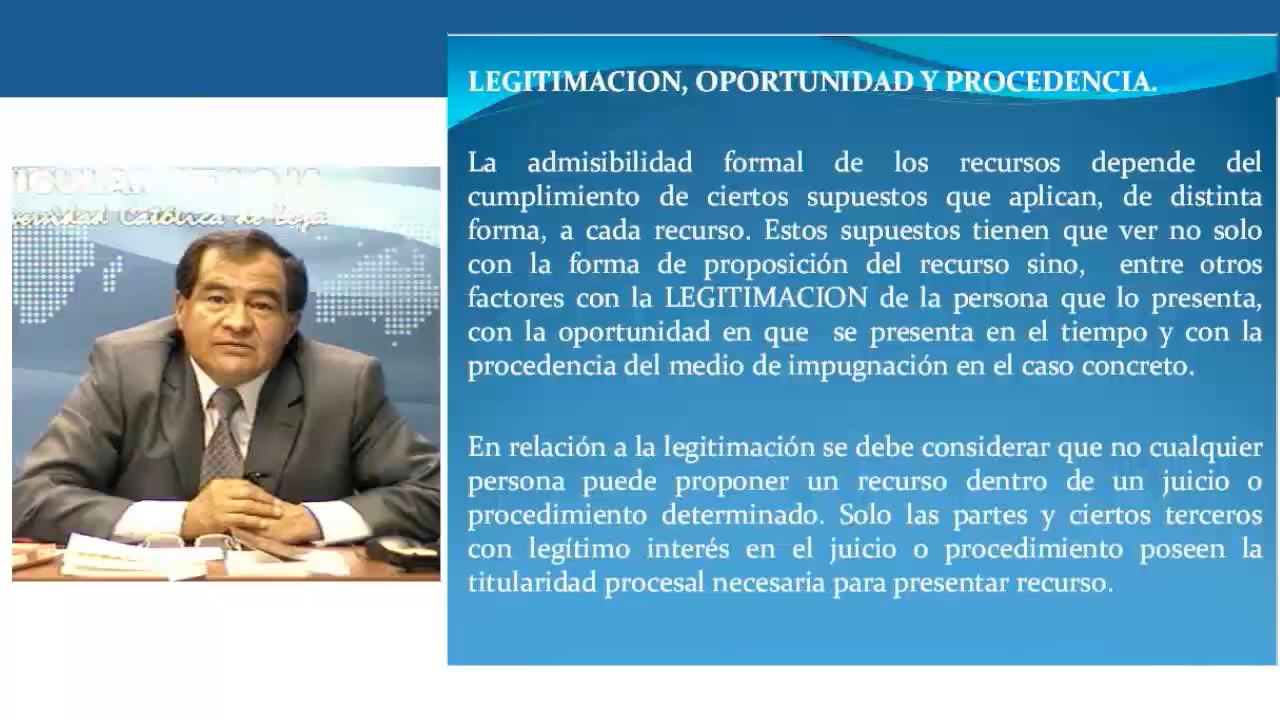 Católica de Loja
LEGITIMACION, OPORTUNIDAD Y PROCEDENCIA.
La admisibilidad formal de los recursos depende del
cumplimiento de ciertos supuestos que aplican, de distinta
forma, a cada recurso. Estos supuestos tienen que ver no solo
con la forma de proposición del recurso sino, entre otros
factores con la LEGITIMACION de la persona que lo presenta,
con la oportunidad en que se presenta en el tiempo y con la
procedencia del medio de impugnación en el caso concreto.
En relación a la legitimación se debe considerar que no cualquier
persona puede proponer un recurso dentro de un juicio o
procedimiento determinado. Solo las partes y ciertos terceros
con legítimo interés en el juicio o procedimiento poseen la
titularidad procesal necesaria para presentar recurso.